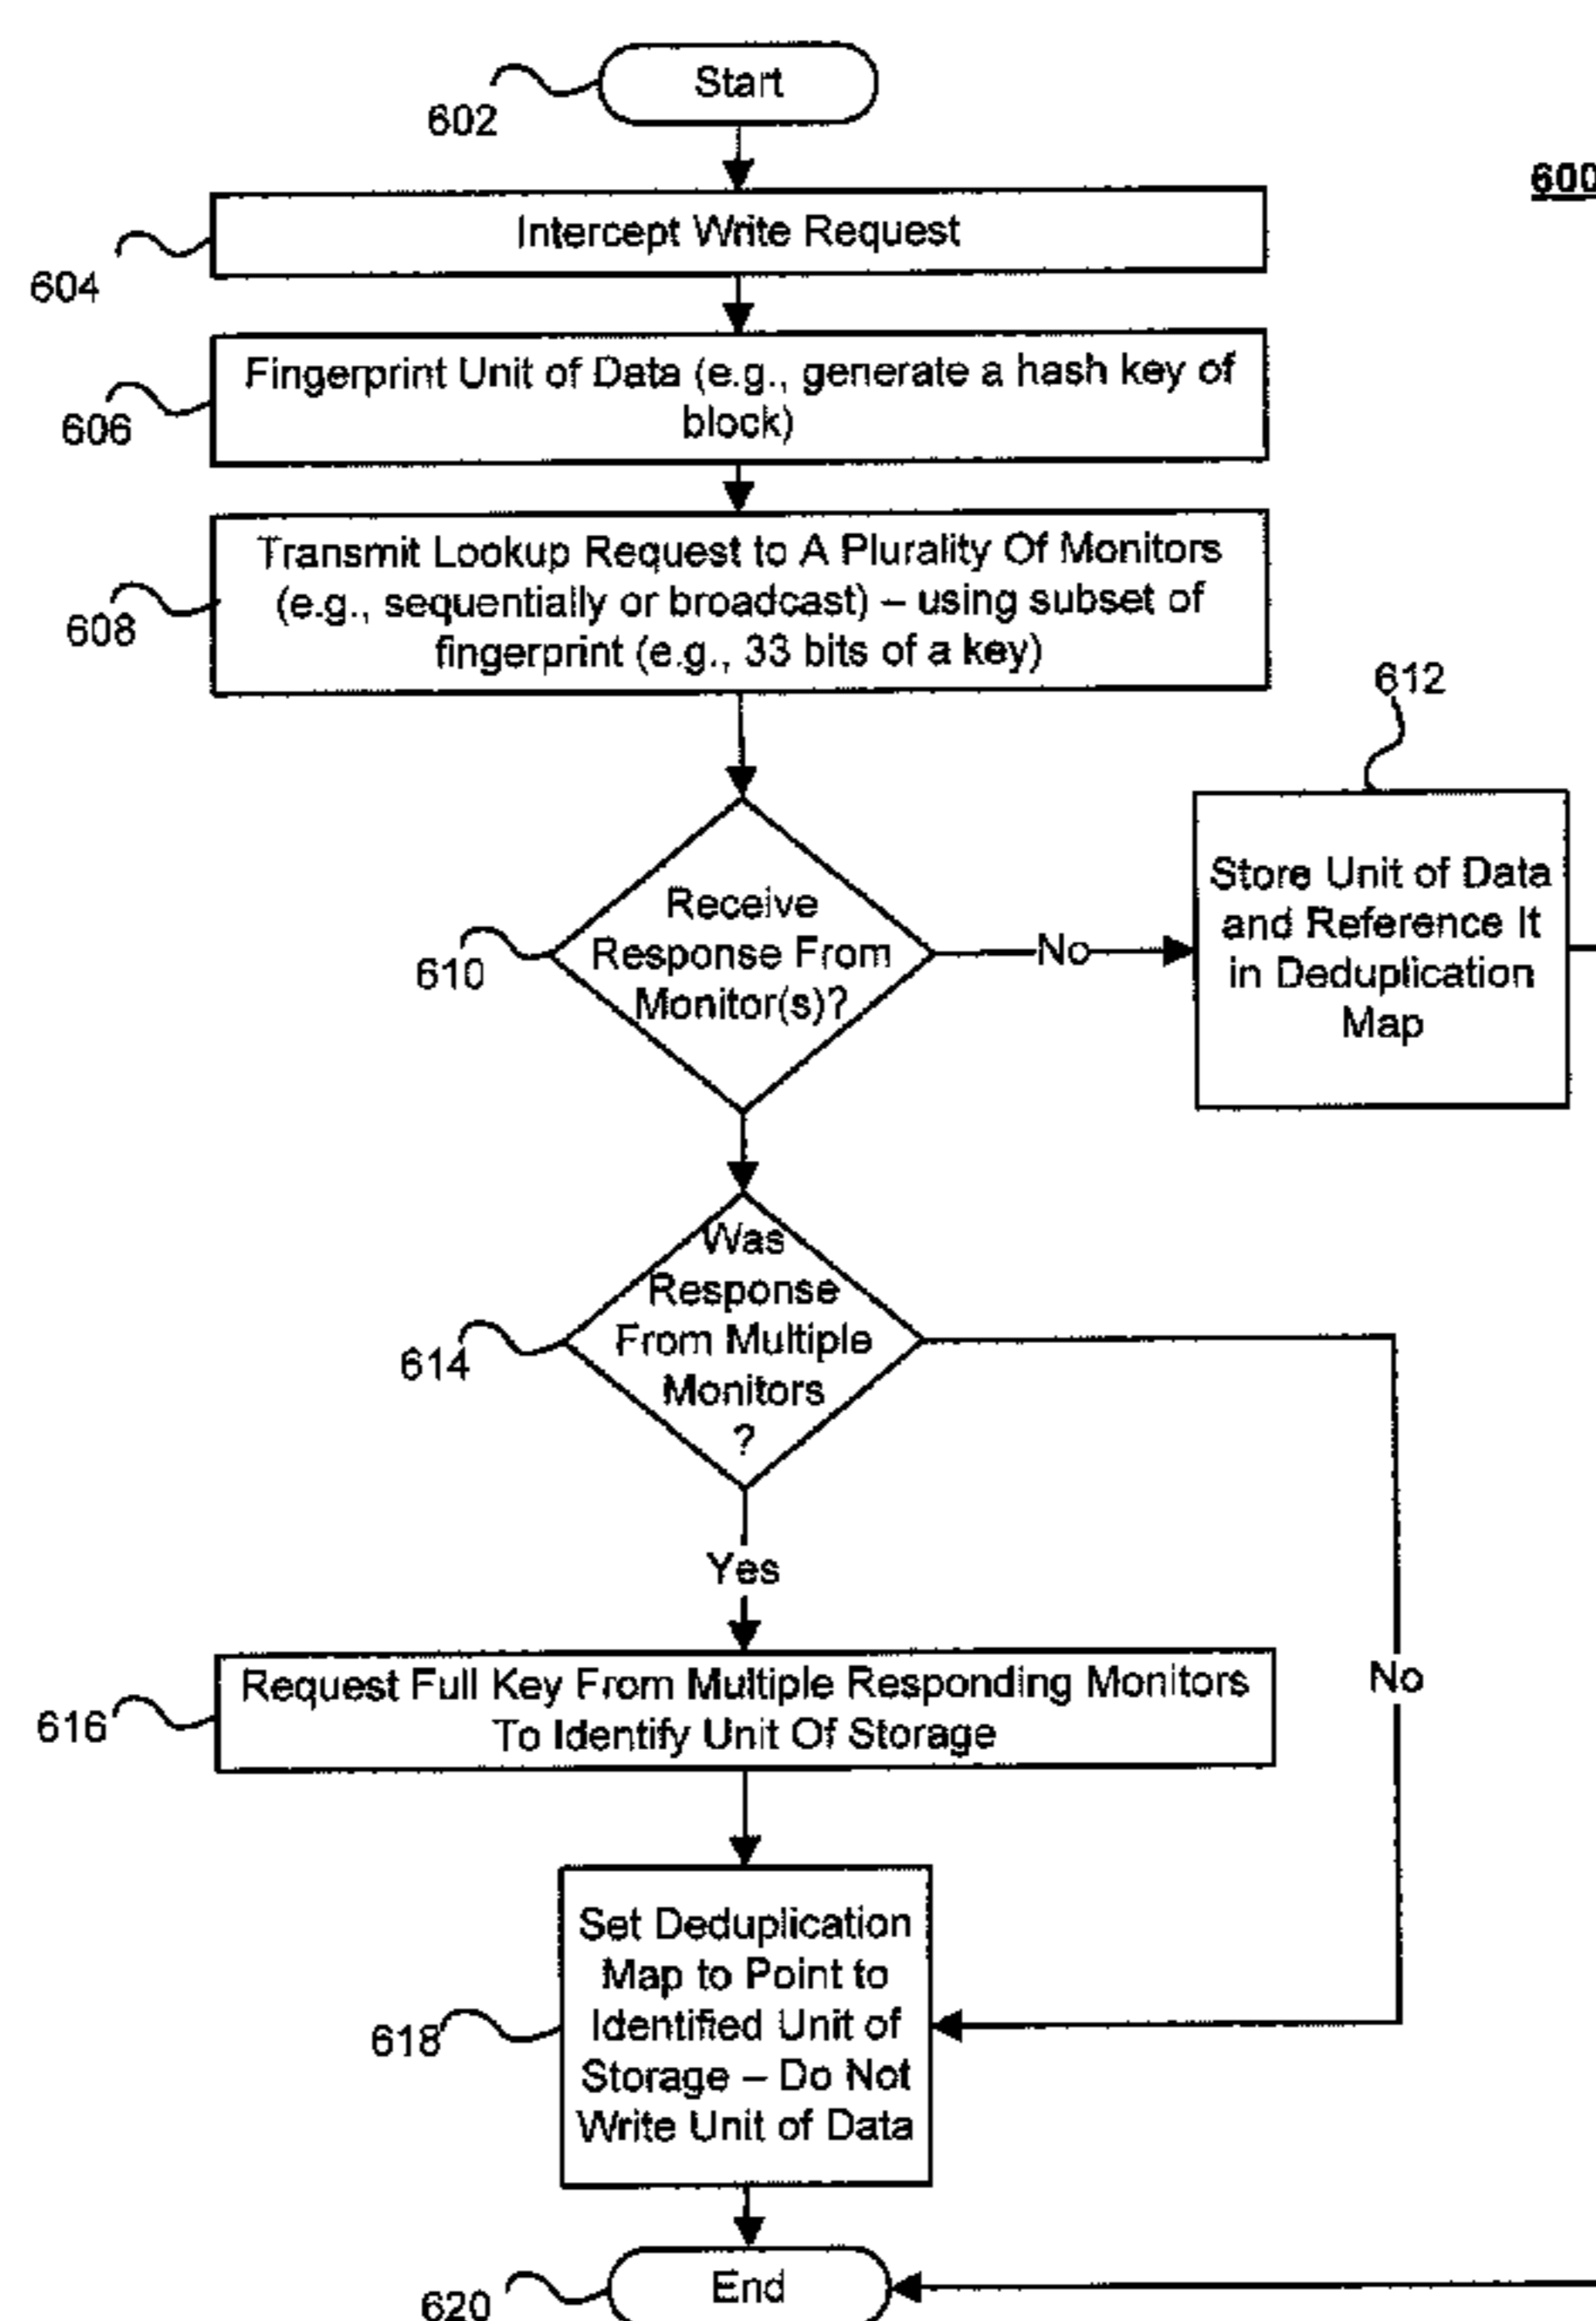 Start
602
600
Intercept Write Request
604
Fingerprint Unit of Data (e.g., generate a hash key of
block)
606
Transmit Lookup Request to A Plurality Of Monitors
(e.g., sequentially or broadcast) – using subset of
fingerprint (e.g., 33 bits of a key)
608
612
Receive
Response From
Monitor(s)?
610
No
Store Unit of Data
and Reference It
in Deduplication
Map
Was
Response
From Multiple
Monitors
?
614
Yes
No
Request Full Key From Multiple Responding Monitors
To Identify Unit Of Storage
616
Set Deduplication
Map to Point to
Identified Unit of
Storage – Do Not
Write Unit of Data
618
End
620